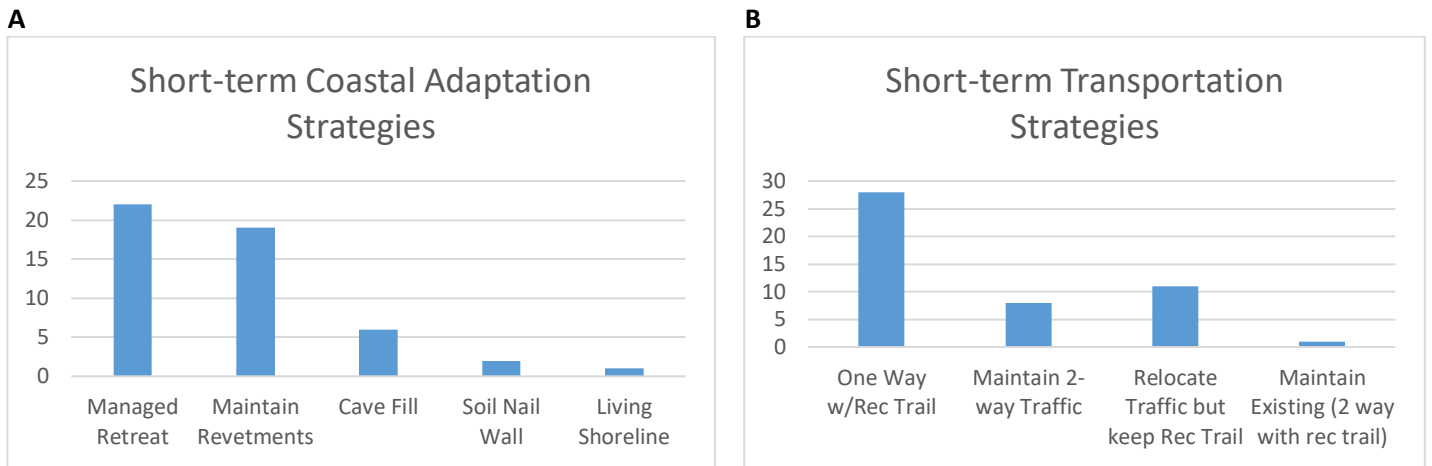 A
Short-term Coastal Adaptation
Strategies
25
20
15
10
5
0
Managed
Retreat
Maintain
Revetments
Cave Fill
Soil Nail
Wall
Living
Shoreline
B
Short-term Transportation
Strategies
30
25
20
15
10
5
0
One Way
w/Rec Trail
Maintain 2-
way Traffic
Relocate
Traffic but
keep Rec Trail
Maintain
Existing (2 way
with rec trail)